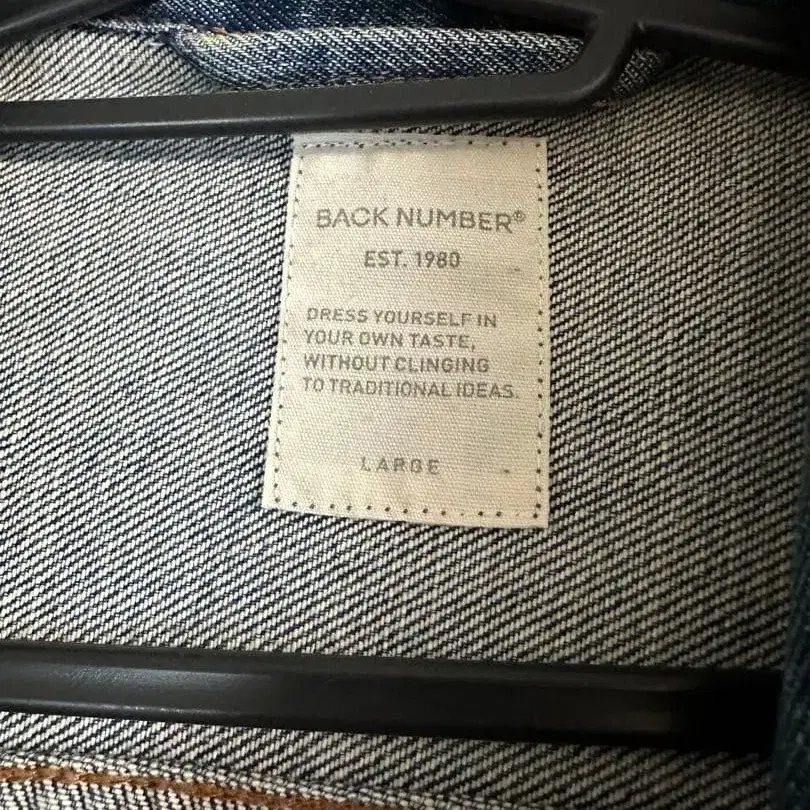 BACK NUMBER®
EST. 1980
DRESS YOURSELF IN
YOUR OWN TASTE,
WITHOUT CLINGING
TO TRADITIONAL IDEAS.
LARGE